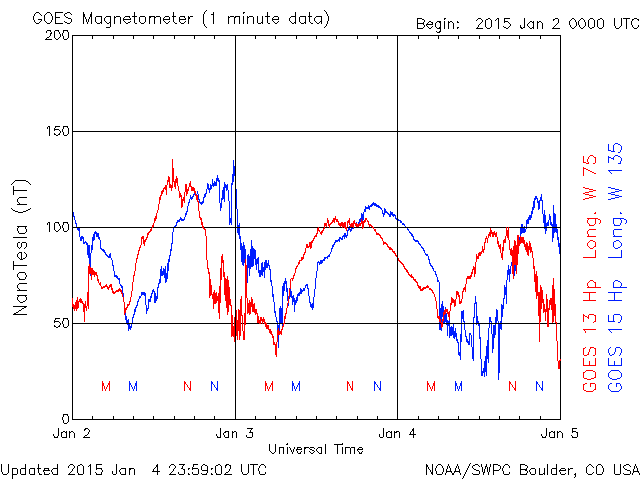 GOES Magnetometer (1 minute data)
Begin: 2015 Jan 2 0000 UTC
200
150
100
50
0
NanoTesla (nT)
M M N N M M N N M M N N
Jan 2 Jan 3 Jan 4 Jan 5
Universal Time
GOES 13 Hp Long. W 75
GOES 15 Hp Long. W 135
Updated 2015 Jan 4 23:59:02 UTC
NOAA/SWPC Boulder, CO USA